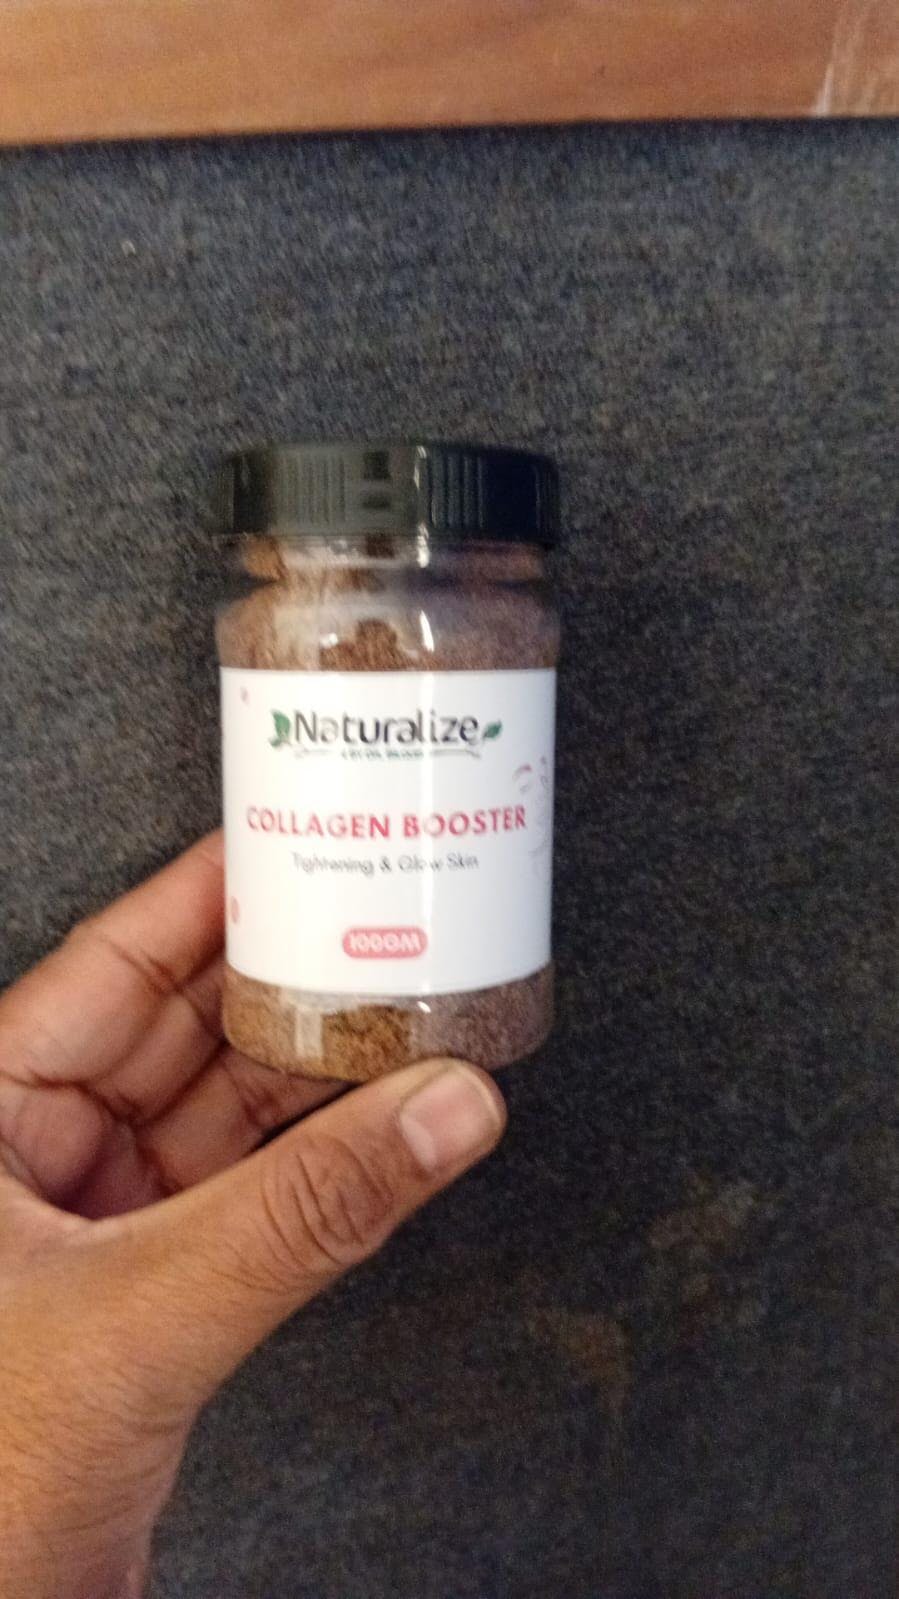 Naturalize
COLLAGEN BOOSTER
Tightening & Glow Skin
100GM